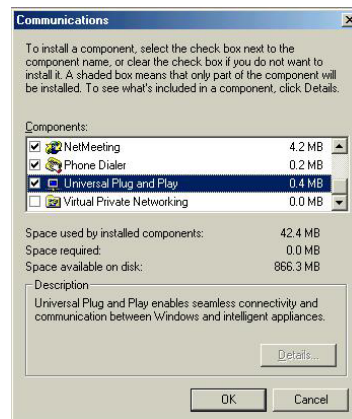 Communications
To install a component, select the check box next to the
component name, or clear the check box if you do not want to
install it. A shaded box means that only part of the component will
be installed. To see what's included in a component, click Details.
Components:
NetMeeting 4.2 MB
Phone Dialer 0.2 MB
Universal Plug and Play 0.4 MB
Virtual Private Networking 0.0 MB
Space used by installed components: 42.4 MB
Space required: 0.0 MB
Space available on disk: 866.3 MB
Description
Universal Plug and Play enables seamless connectivity and
communication between Windows and intelligent appliances.
Details...
OK Cancel